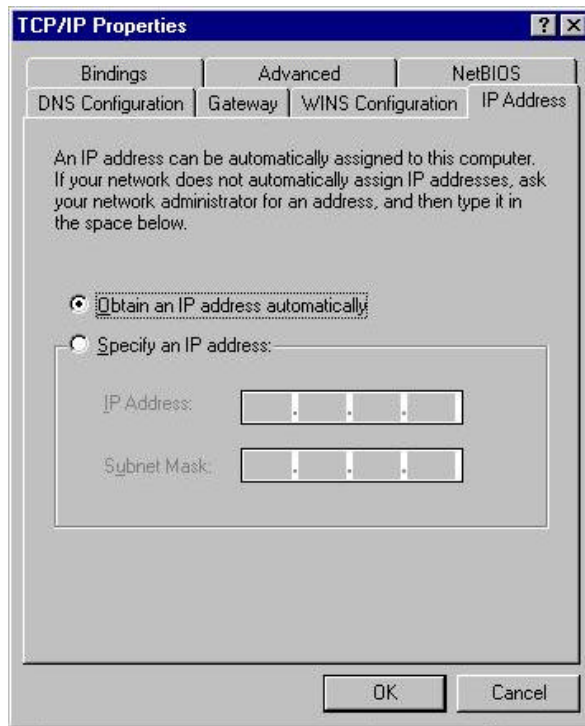 TCP/IP Properties
Bindings Advanced NetBIOS
DNS Configuration Gateway WINS Configuration IP Address
An IP address can be automatically assigned to this computer.
If your network does not automatically assign IP addresses, ask
your network administrator for an address, and then type it in
the space below.
Obtain an IP address automatically
Specify an IP address:
IP Address:
Subnet Mask:
OK Cancel